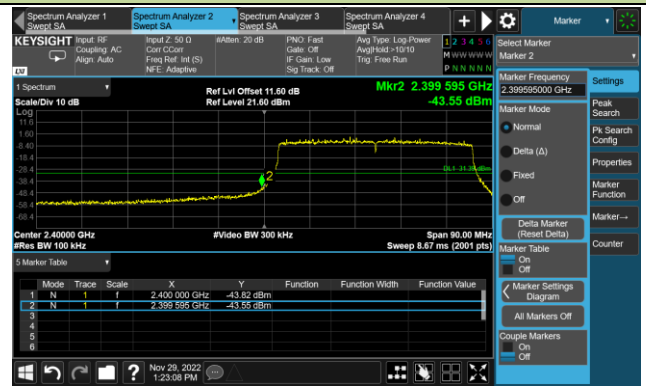 Spectrum Analyzer 1
Swept SA
Spectrum Analyzer 2
Swept SA
Spectrum Analyzer 3
Swept SA
Spectrum Analyzer 4
Swept SA
Marker
KEYSIGHT
Input: RF
Coupling: AC
Align: Auto
Input Z: 50 Ω
Corr CCorr
Freq Ref: Int (S)
NFE: Adaptive
#Atten: 20 dB
PNO: Fast
Gate: Off
IF Gain: Low
Sig Track: Off
Avg Type: Log-Power
Avg|Hold:>10/10
Trig: Free Run
1 2 3 4 5 6
M W W W W W
P N N N N N
LXI
Select Marker
Marker 2
Marker Frequency
2.399595000 GHz
Marker Mode
Normal
Delta (Δ)
Fixed
Off
Delta Marker
(Reset Delta)
Marker Table
On
Off
Marker Settings
Diagram
All Markers Off
Couple Markers
On
Off
Settings
Peak
Search
Pk Search
Config
Properties
Marker
Function
Marker→
Counter
1 Spectrum
Scale/Div 10 dB
Log
Ref Lvl Offset 11.60 dB
Ref Level 21.60 dBm
Mkr2 2.399 595 GHz
-43.55 dBm
11.6
1.60
-8.40
-18.4
-28.4
-38.4
-48.4
-58.4
-68.4
2
Center 2.40000 GHz
#Res BW 100 kHz
#Video BW 300 kHz
Span 90.00 MHz
Sweep 8.67 ms (2001 pts)
5 Marker Table
Mode Trace Scale X Y Function Function Width Function Value
1 N 1 f 2.400 000 GHz -43.82 dBm
2 N 1 f 2.399 595 GHz -43.55 dBm
3
4
5
6
Nov 29, 2022
1:23:08 PM